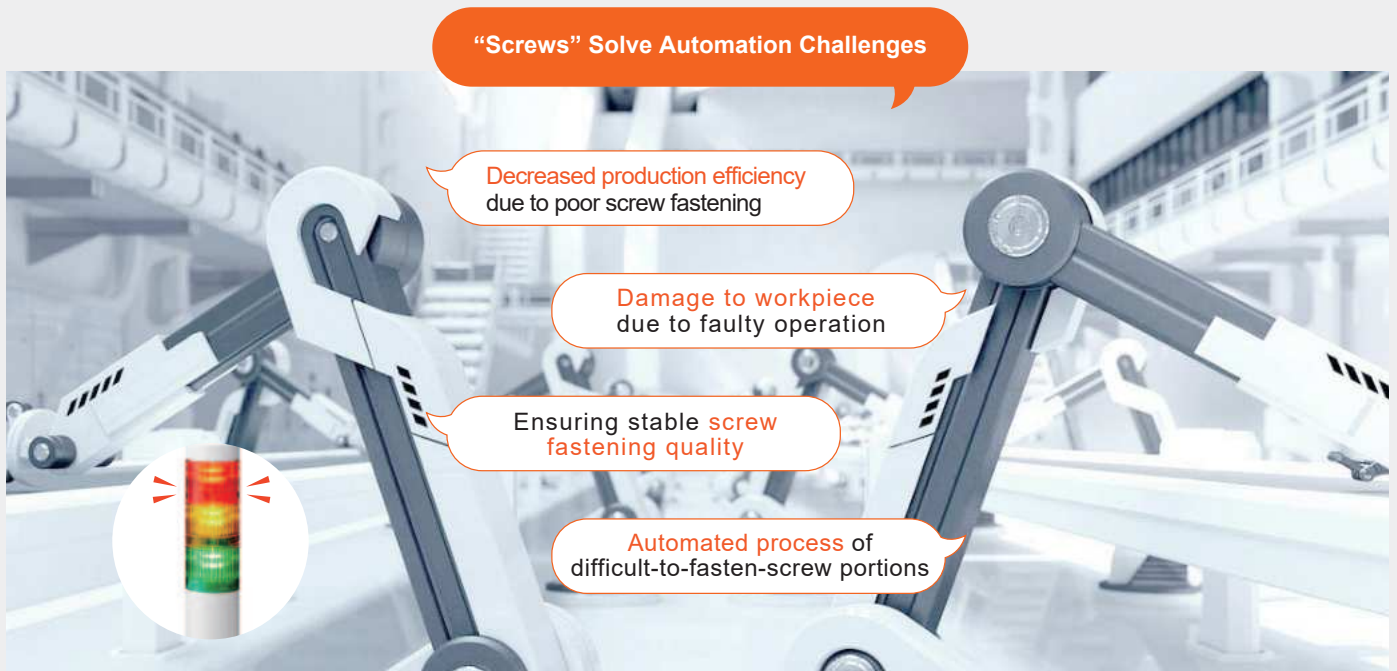 “Screws” Solve Automation Challenges
Decreased production efficiency
due to poor screw fastening
Damage to workpiece
due to faulty operation
Ensuring stable screw
fastening quality
Automated process of
difficult-to-fasten-screw portions